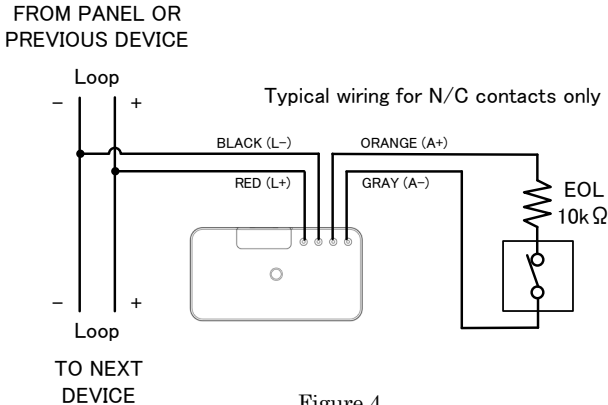 FROM PANEL OR
PREVIOUS DEVICE
Loop
– +
Typical wiring for N/C contacts only
BLACK (L-) ORANGE (A+)
RED (L+) GRAY (A-)
EOL
10kΩ
– +
Loop
TO NEXT
DEVICE
Figure 4